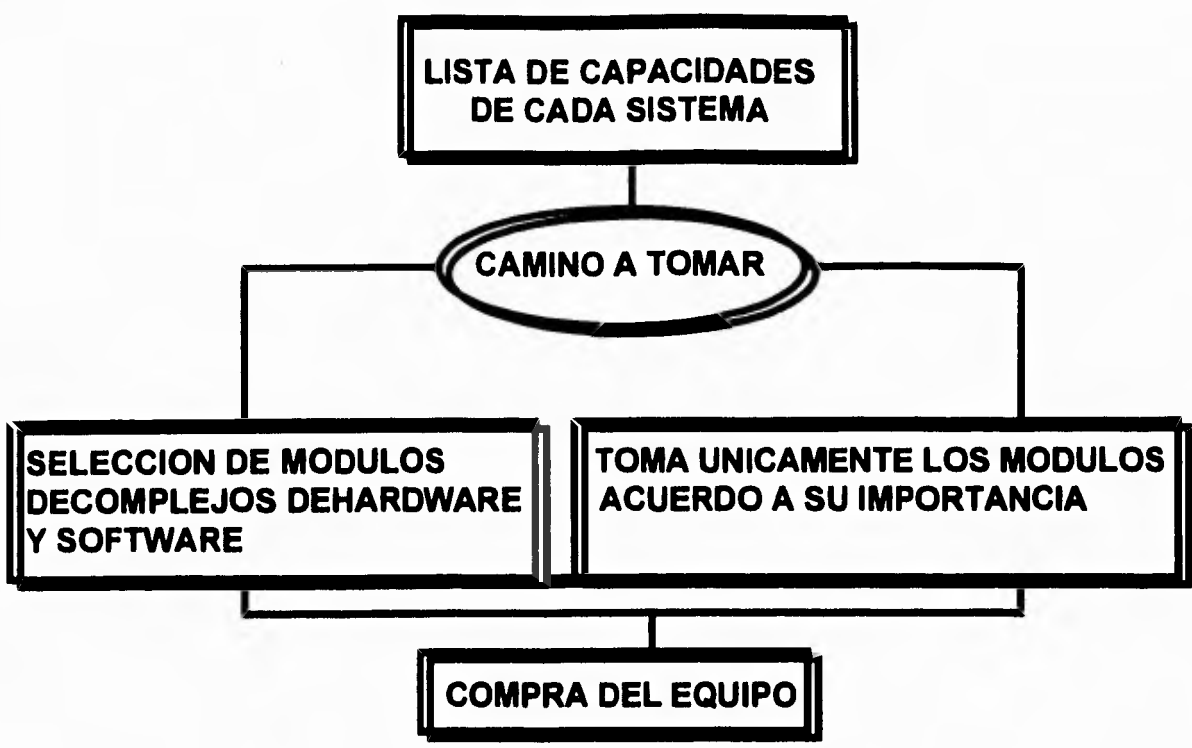 LISTA DE CAPACIDADES
DE CADA SISTEMA
CAMINO A TOMAR
SELECCION DE MODULOS
DECOMPLEJOS DEHARDWARE
Y SOFTWARE
TOMA UNICAMENTE LOS MODULOS
ACUERDO A SU IMPORTANCIA
COMPRA DEL EQUIPO